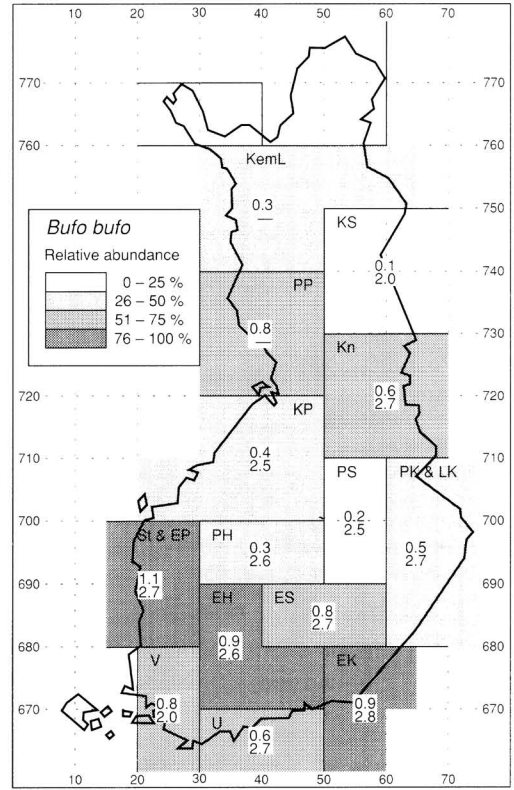 10 20 30 40 50 60 70
770 770
760 760
KemL
0.3
—
750
KS
Bufo bufo
Relative abundance
0 – 25 %
26 – 50 %
51 – 75 %
76 – 100 %
0.1
2.0
740
PP
0.8
—
730
Kn
0.6
2.7
720 720
KP
0.4
2.5
710 710
PS
PK & LK
0.2
2.5
700 700
St & EP
PH
0.3
2.6
0.5
2.7
1.1
2.7
690 690
EH
ES
0.8
2.7
0.9
2.6
680 680
V
EK
0.8
2.0
0.9
2.8
670 670
U
0.6
2.7
10 20 30 40 50 60 70